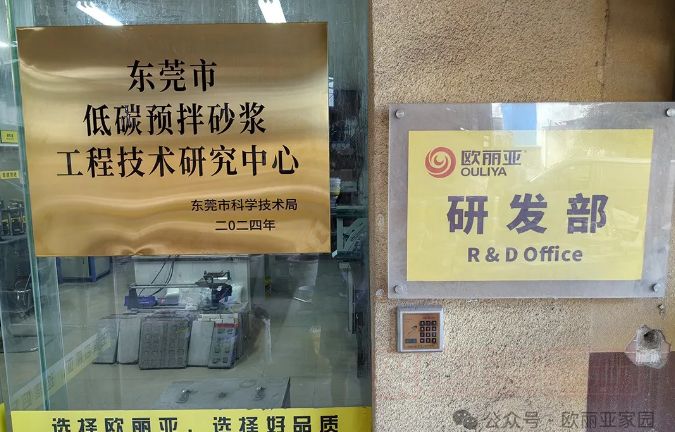 东莞市
低碳预拌砂浆
工程技术研究中心
东莞市科学技术局
二〇二四年
欧丽亚®
OULIYA
研发部
R & D Office
选择欧丽亚，选择好品质
公众号 · 欧丽亚家园